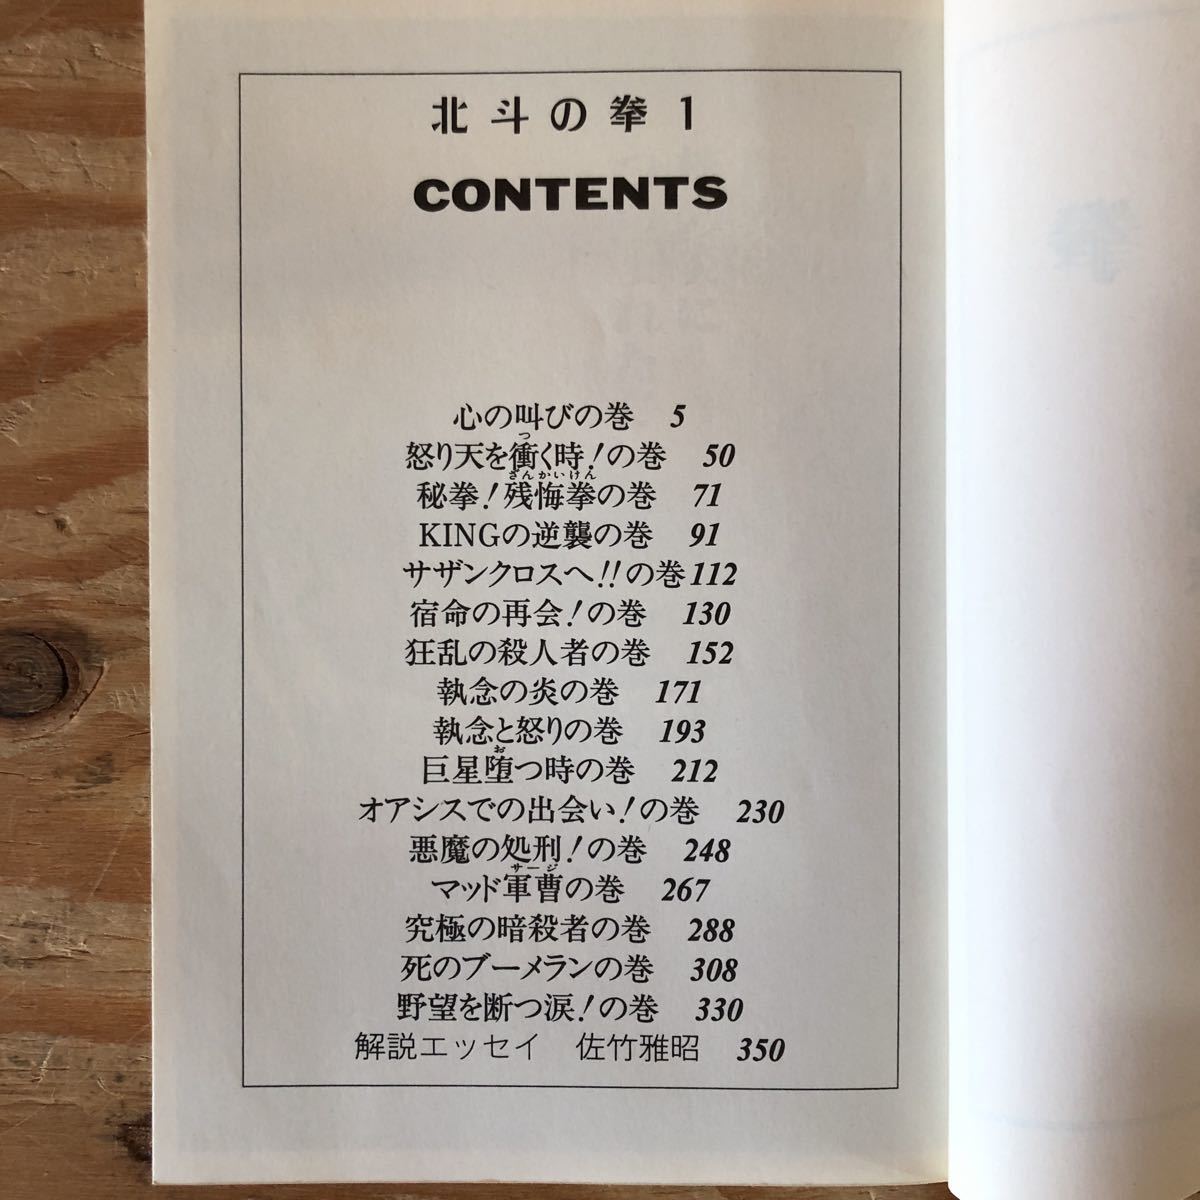 北斗の拳1
CONTENTS
心の叫びの巻 5
怒り天を衝く時!の巻 50
秘拳!残悔拳の巻 71
KINGの逆襲の巻 91
サザンクロスへ!!の巻 112
宿命の再会!の巻 130
狂乱の殺人者の巻 152
執念の炎の巻 171
執念と怒りの巻 193
巨星堕つ時の巻 212
オアシスでの出会い!の巻 230
悪魔の処刑!の巻 248
マッド軍曹の巻 267
究極の暗殺者の巻 288
死のブーメランの巻 308
野望を断つ涙!の巻 330
解説エッセイ 佐竹雅昭 350